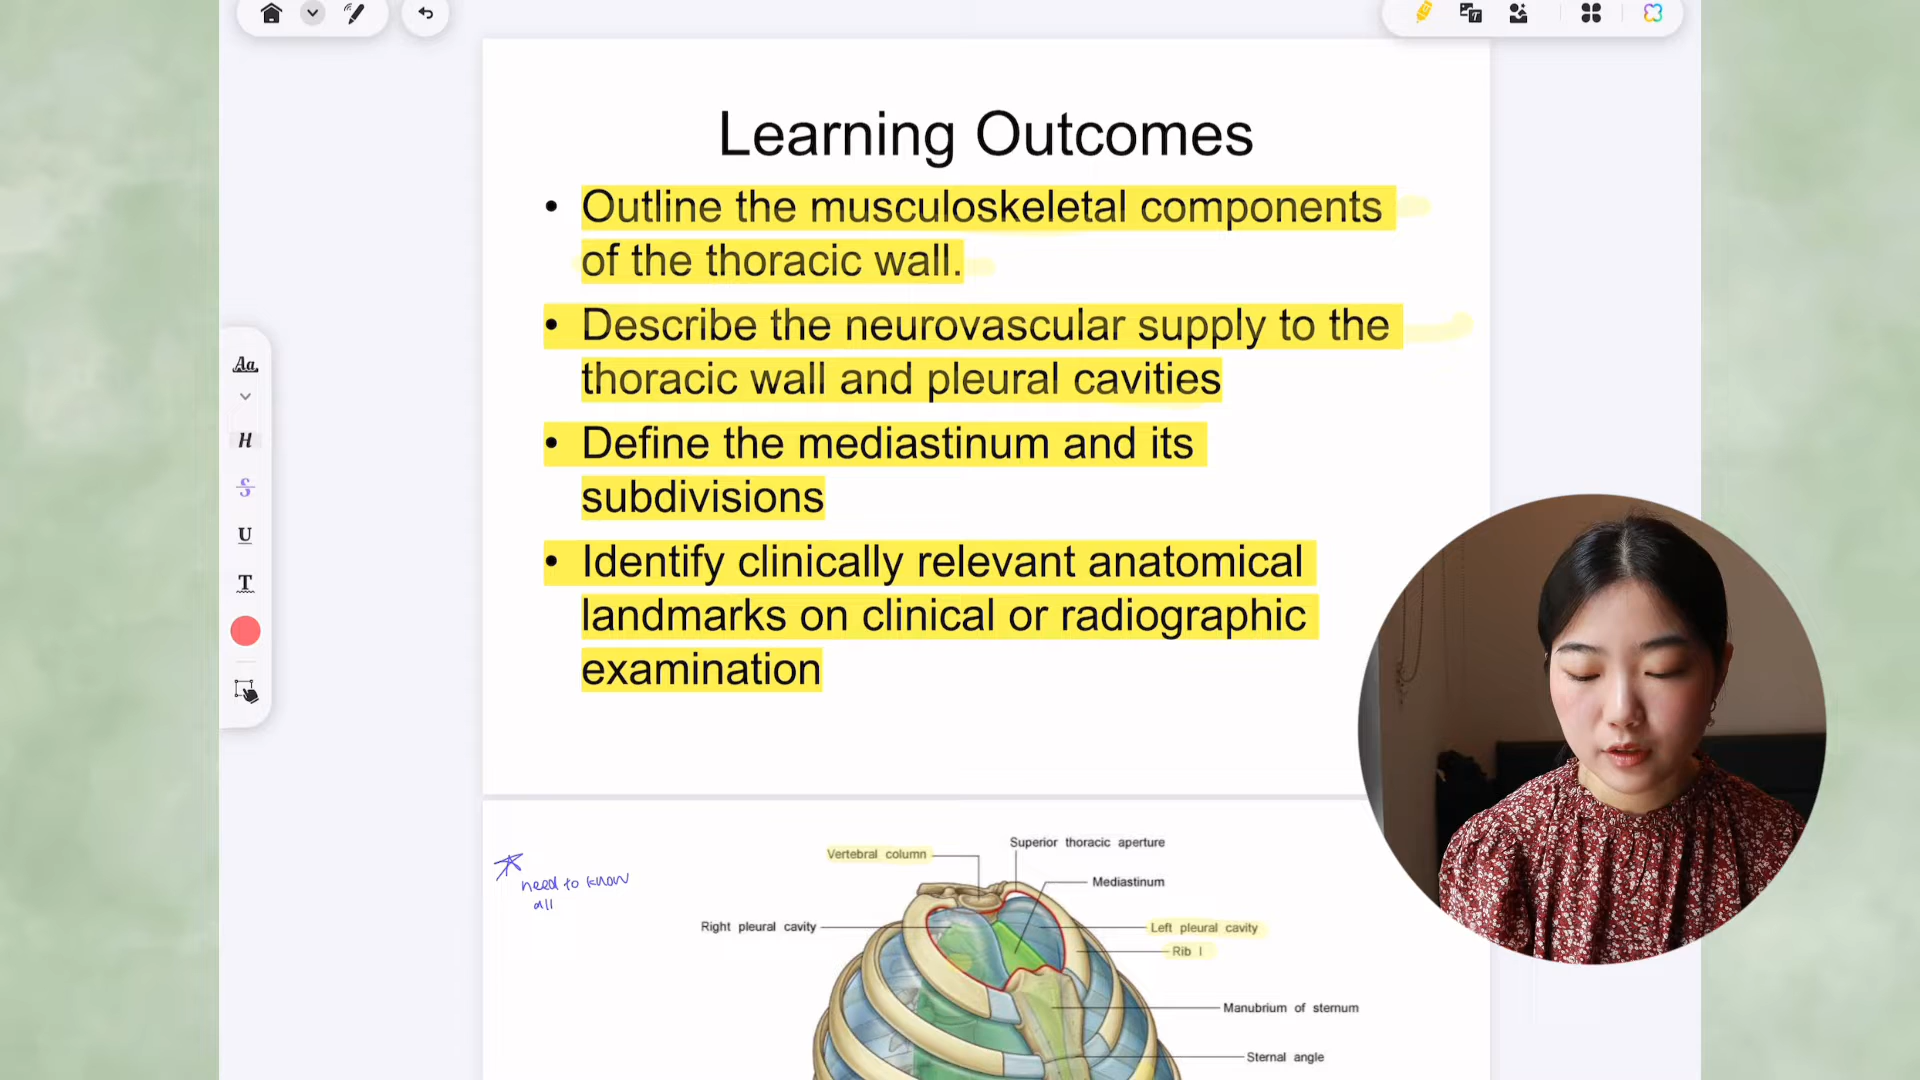 Learning Outcomes
• Outline the musculoskeletal components
of the thoracic wall.
• Describe the neurovascular supply to the
thoracic wall and pleural cavities
• Define the mediastinum and its
subdivisions
• Identify clinically relevant anatomical
landmarks on clinical or radiographic
examination
Aa
H
S
U
T
need to know
all
Superior thoracic aperture
Vertebral column
Mediastinum
Right pleural cavity
Left pleural cavity
Rib I
Manubrium of sternum
Sternal angle